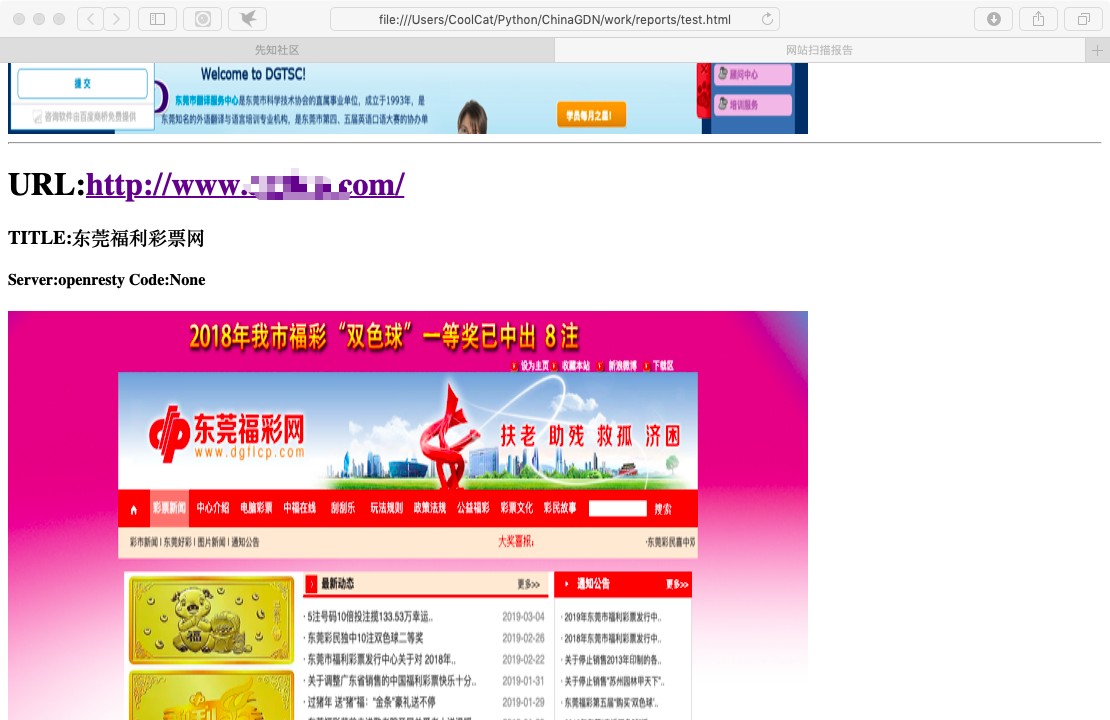 file:///Users/CoolCat/Python/ChinaGDN/work/reports/test.html
先知社区
网站扫描报告
提 交
咨询软件由百度商桥免费提供
Welcome to DGTSC!
东莞市翻译服务中心是东莞市科学技术协会的直属事业单位，成立于1993年，是
东莞知名的外语翻译与语言培训专业机构，是东莞市第四、五届英语口语大赛的协办单
学员每月之星！
顾问中心
培训服务
URL:http://www.
com/
TITLE:东莞福利彩票网
Server:openresty Code:None
2018年我市福彩“双色球”一等奖已中出 8 注
设为主页 收藏本站 新浪微博 下载区
东莞福彩网
www.dgflcp.com
扶老 助残 救孤 济困
彩票新闻 中心介绍 电脑彩票 中福在线 刮刮乐 玩法规则 政策法规 公益福彩 彩票文化 彩民故事 搜索
彩市新闻 | 东莞好彩 | 图片新闻 | 通知公告
大奖喜报：
·东莞彩民喜中双
福
最新动态 更多>>
· 5注号码10倍投注揽133.53万幸运.. 2019-03-04
· 东莞彩民独中10注双色球二等奖 2019-02-26
· 东莞市福利彩票发行中心关于对 2018年.. 2019-02-22
· 关于调整广东省销售的中国福利彩票快乐十分.. 2019-01-31
· 过猪年 送“猪”福：“金条”豪礼送不停 2019-01-29
通知公告 更多>>
· 2019年东莞市福利彩票发行中..
· 2018年东莞市福利彩票发行中..
· 关于停止销售2013年印制的各..
· 关于停止销售“苏州园林甲天下”..
· 东莞福彩第五届“购买‘双色球’..